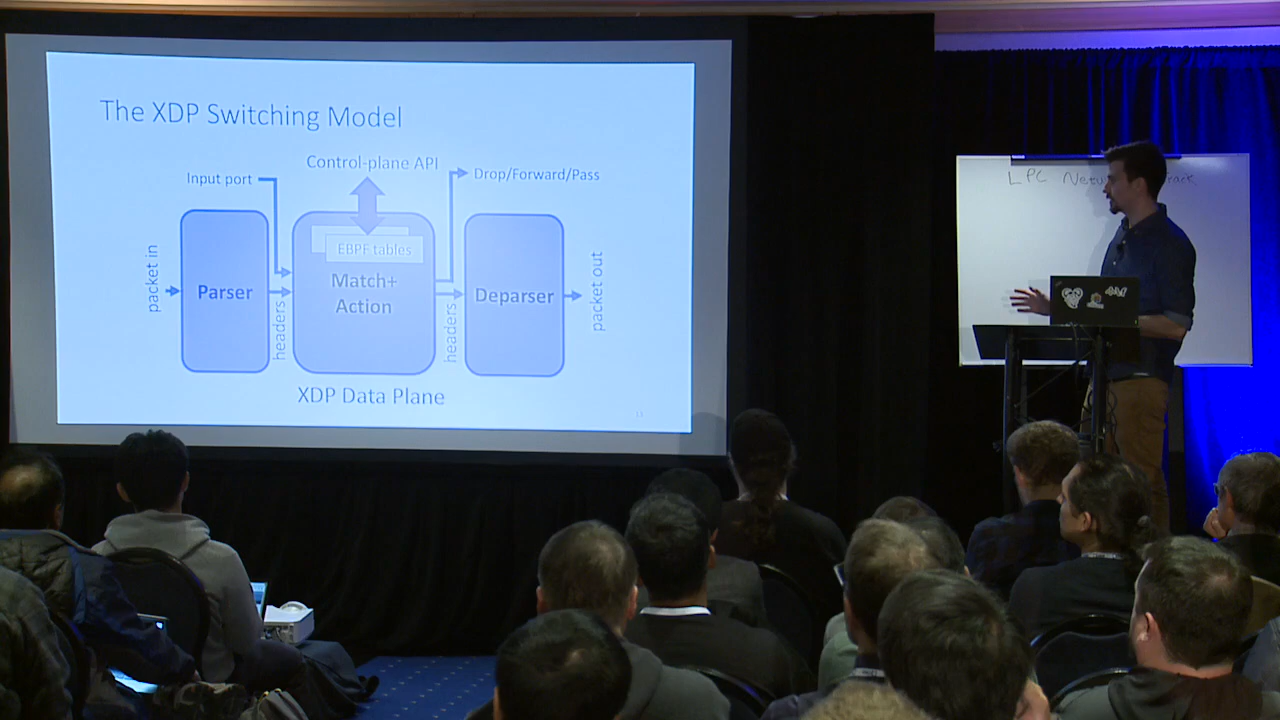 The XDP Switching Model
Control-plane API
Input port
Drop/Forward/Pass
EBPF tables
packet in
Parser
headers
Match+
Action
headers
Deparser
packet out
XDP Data Plane
LPC